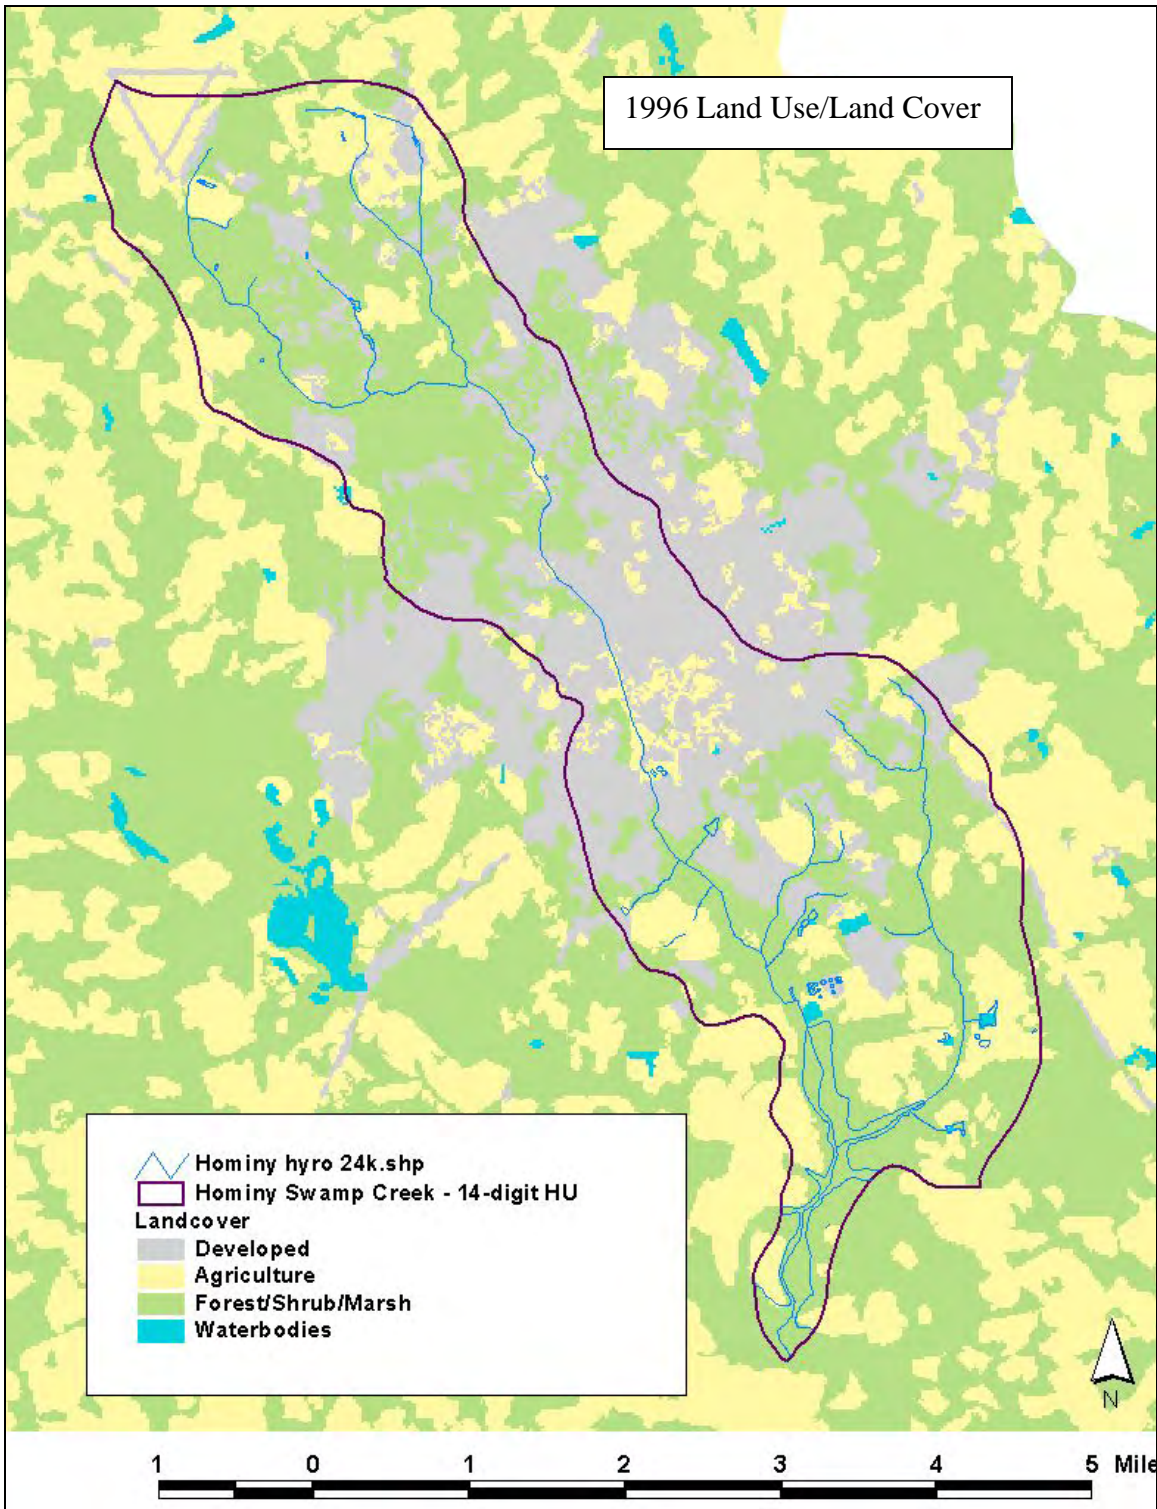 1996 Land Use/Land Cover
Hominy hyro 24k.shp
Hominy Swamp Creek - 14-digit HU
Landcover
Developed
Agriculture
Forest/Shrub/Marsh
Waterbodies
N
1 0 1 2 3 4 5 Mile